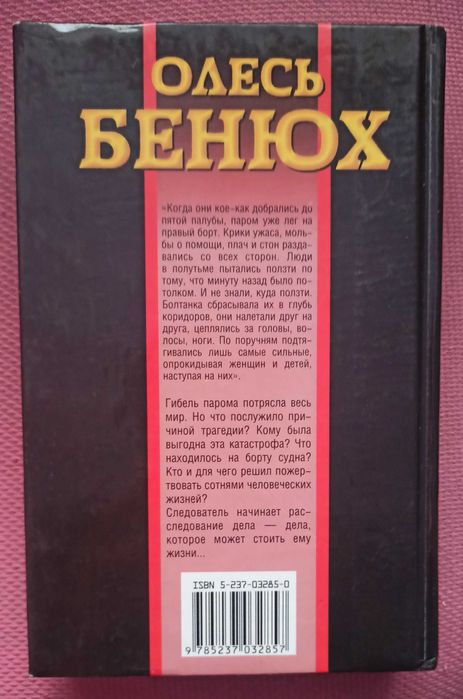 ОЛЕСЬ
БЕНЮХ
«Когда они кое-как добрались до
пятой палубы, паром уже лег на
правый борт. Крики ужаса, моль-
бы о помощи, плач и стон разда-
вались со всех сторон. Люди
в полутьме пытались ползти по
тому, что минуту назад было по-
толком. И не знали, куда ползти.
Болтанка сбрасывала их в глубь
коридоров, они налетали друг на
друга, цеплялись за головы, во-
лосы, ноги. По поручням подтя-
гивались лишь самые сильные,
опрокидывая женщин и детей,
наступая на них».
Гибель парома потрясла весь
мир. Но что послужило при-
чиной трагедии? Кому была
выгодна эта катастрофа? Что
находилось на борту судна?
Кто и для чего решил пожер-
твовать сотнями человеческих
жизней?
Следователь начинает рас-
следование дела — дела,
которое может стоить ему
жизни...
ISBN 5-237-03285-0
9 785237 032857